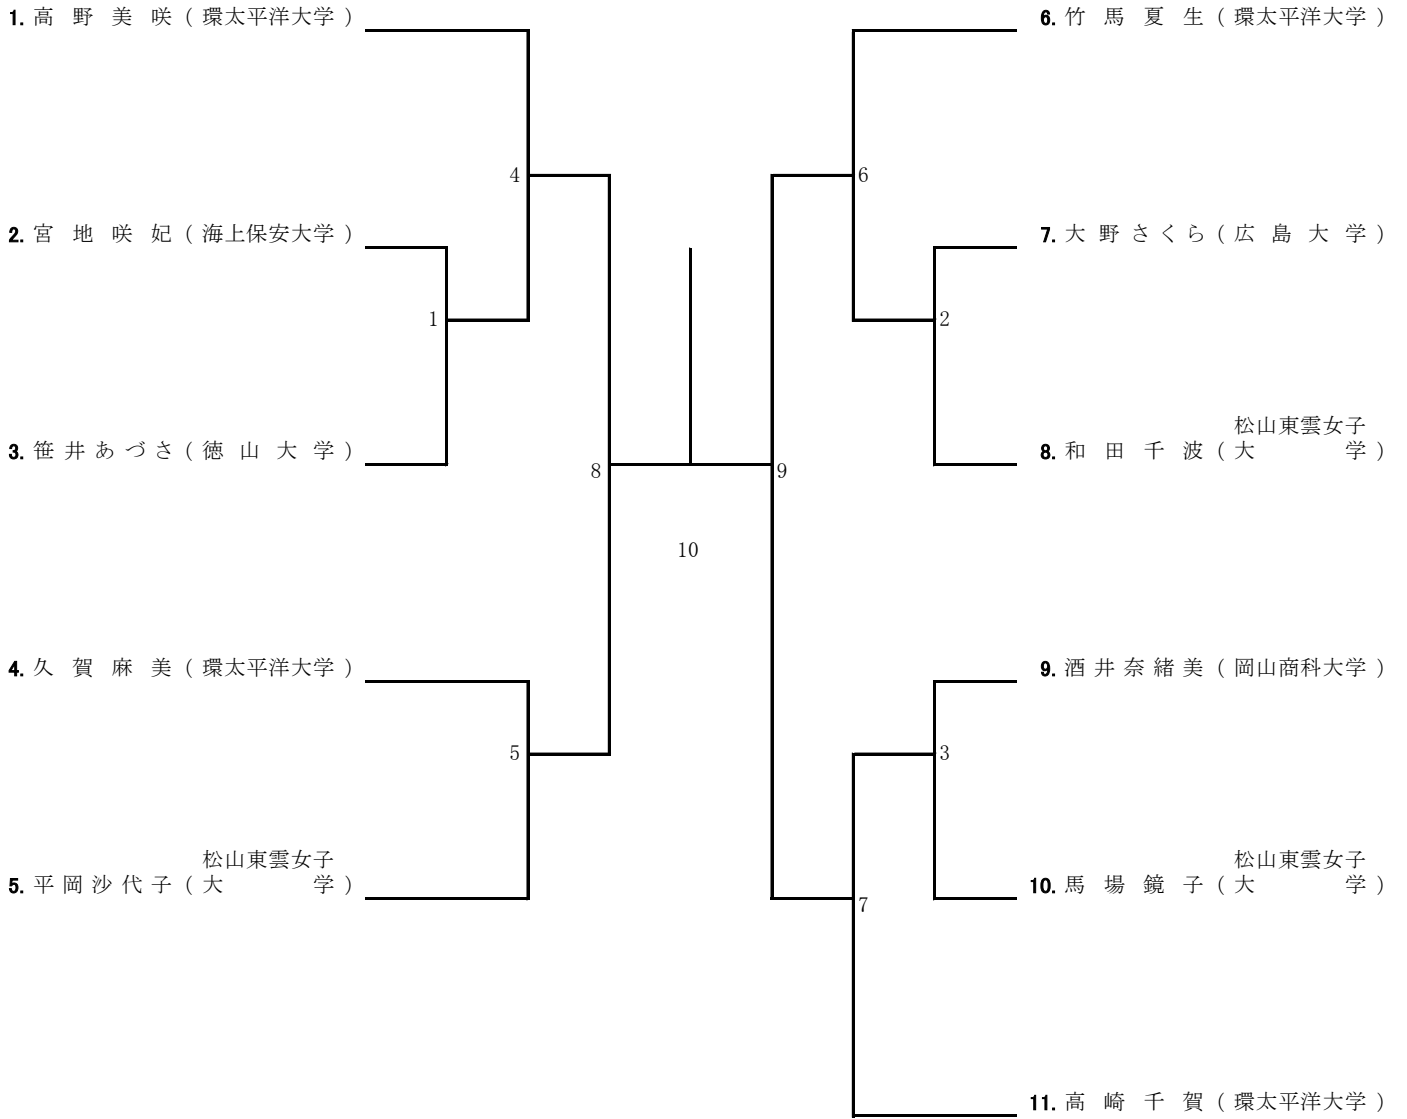 1. 高野美咲(環太平洋大学)
4
2. 宮地咲妃(海上保安大学)
1
3. 笹井あづさ(徳山大学)
8
4. 久賀麻美(環太平洋大学)
5
松山東雲女子
5. 平岡沙代子(大学)
10
6. 竹馬夏生(環太平洋大学)
6
7. 大野さくら(広島大学)
2
松山東雲女子
8. 和田千波(大学)
9
9. 酒井奈緒美(岡山商科大学)
3
松山東雲女子
10. 馬場鏡子(大学)
7
11. 高崎千賀(環太平洋大学)